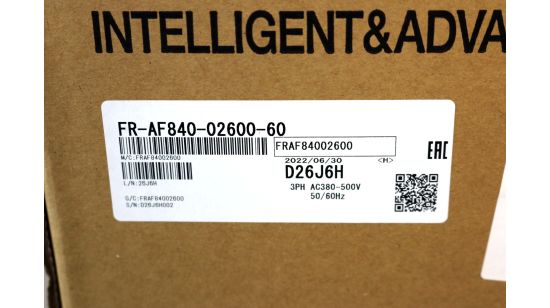 INTELLIGENT&ADVA
FR-AF840-02600-60
FRAF84002600
M/C:FRAF84002600
2022/06/30 <M>
D26J6H
L/N:26J6H
3PH AC380-500V
50/60Hz
G/C:FRAF84002600
S/N:D26J6H002
EAC